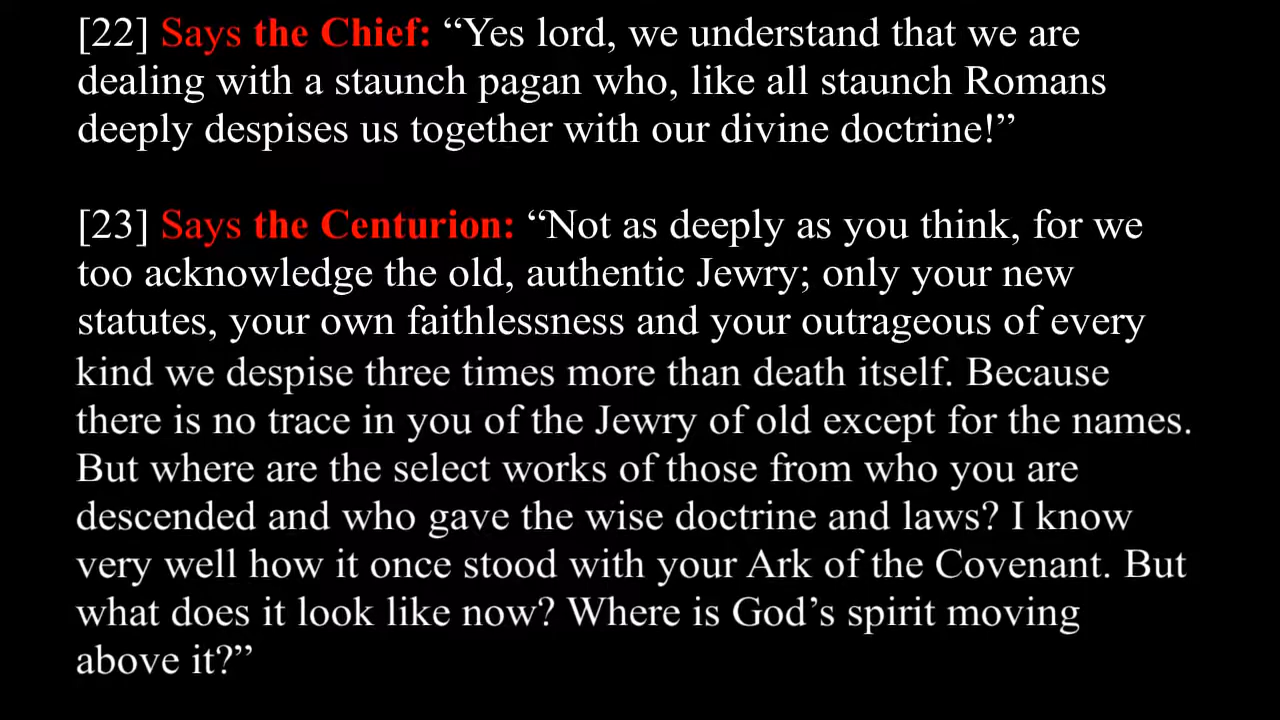 [22] Says the Chief: “Yes lord, we understand that we are
dealing with a staunch pagan who, like all staunch Romans
deeply despises us together with our divine doctrine!”
[23] Says the Centurion: “Not as deeply as you think, for we
too acknowledge the old, authentic Jewry; only your new
statutes, your own faithlessness and your outrageous of every
kind we despise three times more than death itself. Because
there is no trace in you of the Jewry of old except for the names.
But where are the select works of those from who you are
descended and who gave the wise doctrine and laws? I know
very well how it once stood with your Ark of the Covenant. But
what does it look like now? Where is God’s spirit moving
above it?”